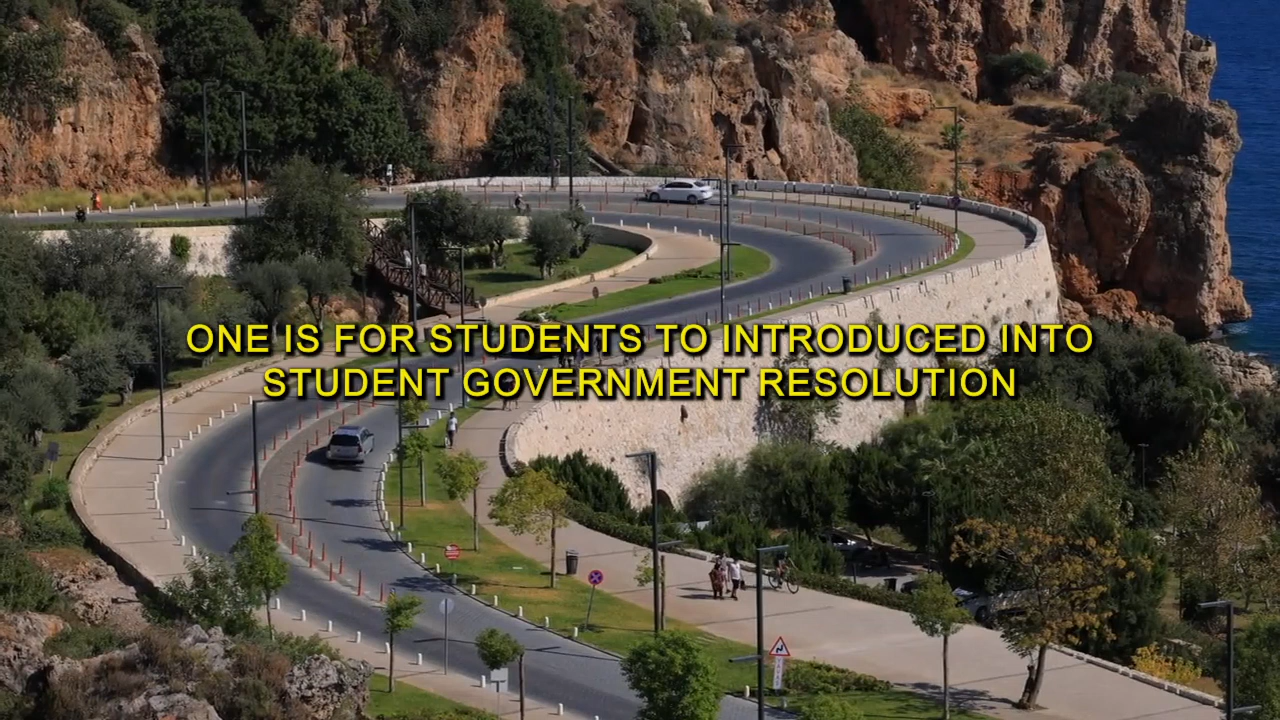 ONE IS FOR STUDENTS TO INTRODUCED INTO
STUDENT GOVERNMENT RESOLUTION